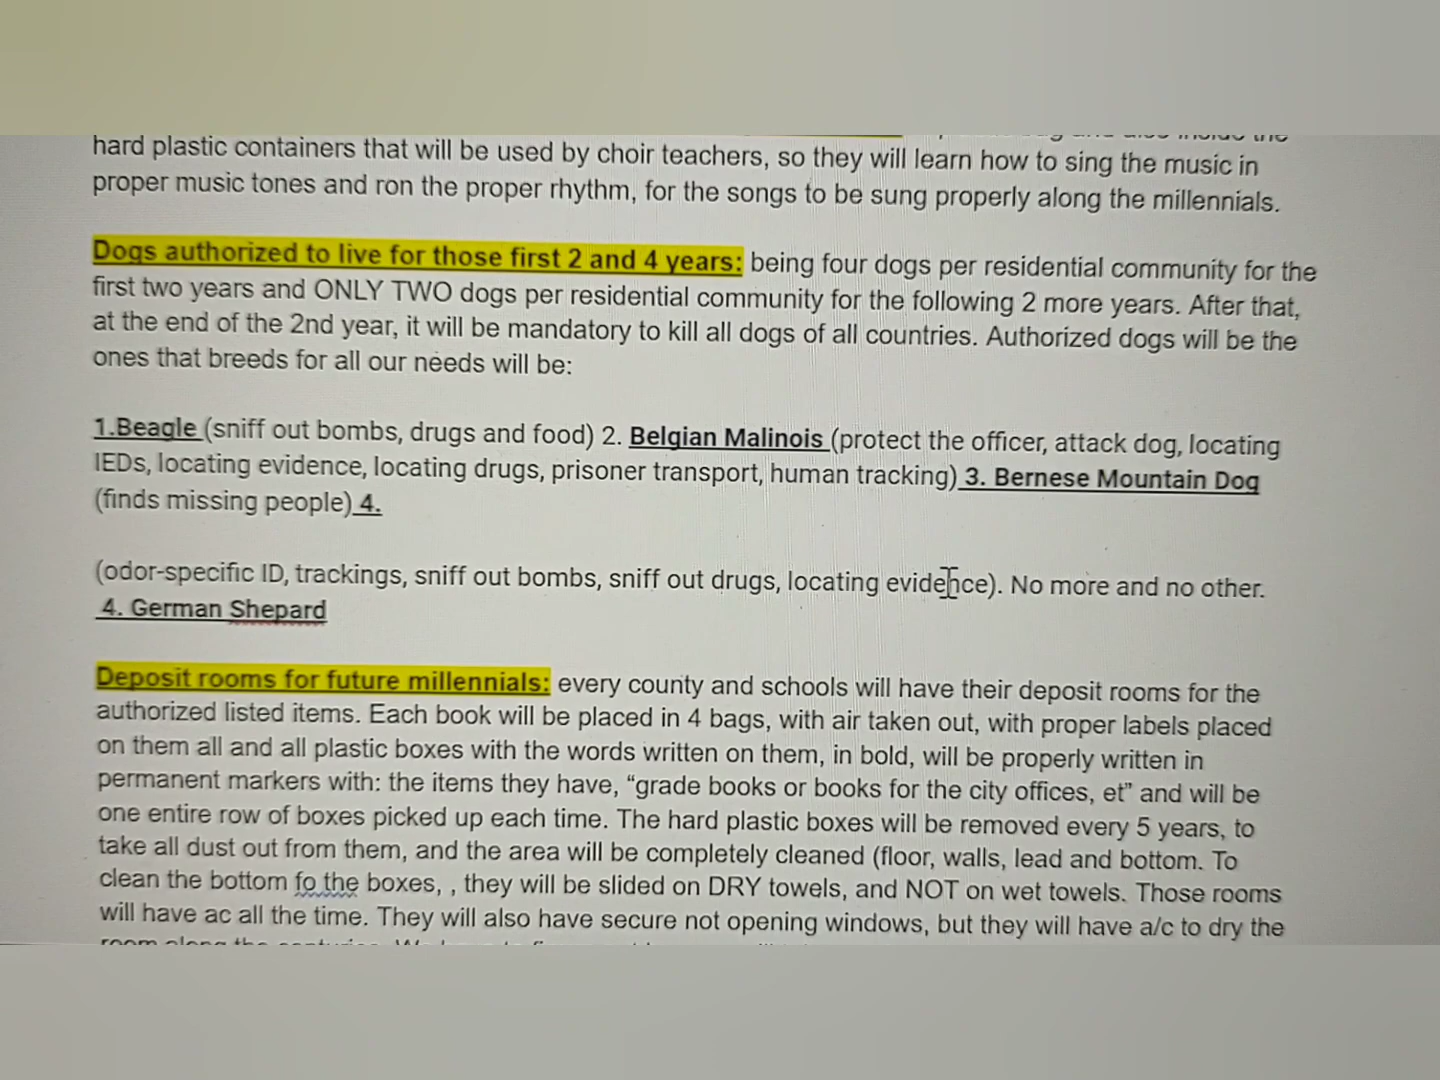 hard plastic containers that will be used by choir teachers, so they will learn how to sing the music in
proper music tones and ron the proper rhythm, for the songs to be sung properly along the millennials.
Dogs authorized to live for those first 2 and 4 years: being four dogs per residential community for the
first two years and ONLY TWO dogs per residential community for the following 2 more years. After that,
at the end of the 2nd year, it will be mandatory to kill all dogs of all countries. Authorized dogs will be the
ones that breeds for all our needs will be:
1.Beagle (sniff out bombs, drugs and food) 2. Belgian Malinois (protect the officer, attack dog, locating
IEDs, locating evidence, locating drugs, prisoner transport, human tracking) 3. Bernese Mountain Dog
(finds missing people) 4.
(odor-specific ID, trackings, sniff out bombs, sniff out drugs, locating evidence). No more and no other.
4. German Shepard
Deposit rooms for future millennials: every county and schools will have their deposit rooms for the
authorized listed items. Each book will be placed in 4 bags, with air taken out, with proper labels placed
on them all and all plastic boxes with the words written on them, in bold, will be properly written in
permanent markers with: the items they have, “grade books or books for the city offices, et” and will be
one entire row of boxes picked up each time. The hard plastic boxes will be removed every 5 years, to
take all dust out from them, and the area will be completely cleaned (floor, walls, lead and bottom. To
clean the bottom fo the boxes, , they will be slided on DRY towels, and NOT on wet towels. Those rooms
will have ac all the time. They will also have secure not opening windows, but they will have a/c to dry the